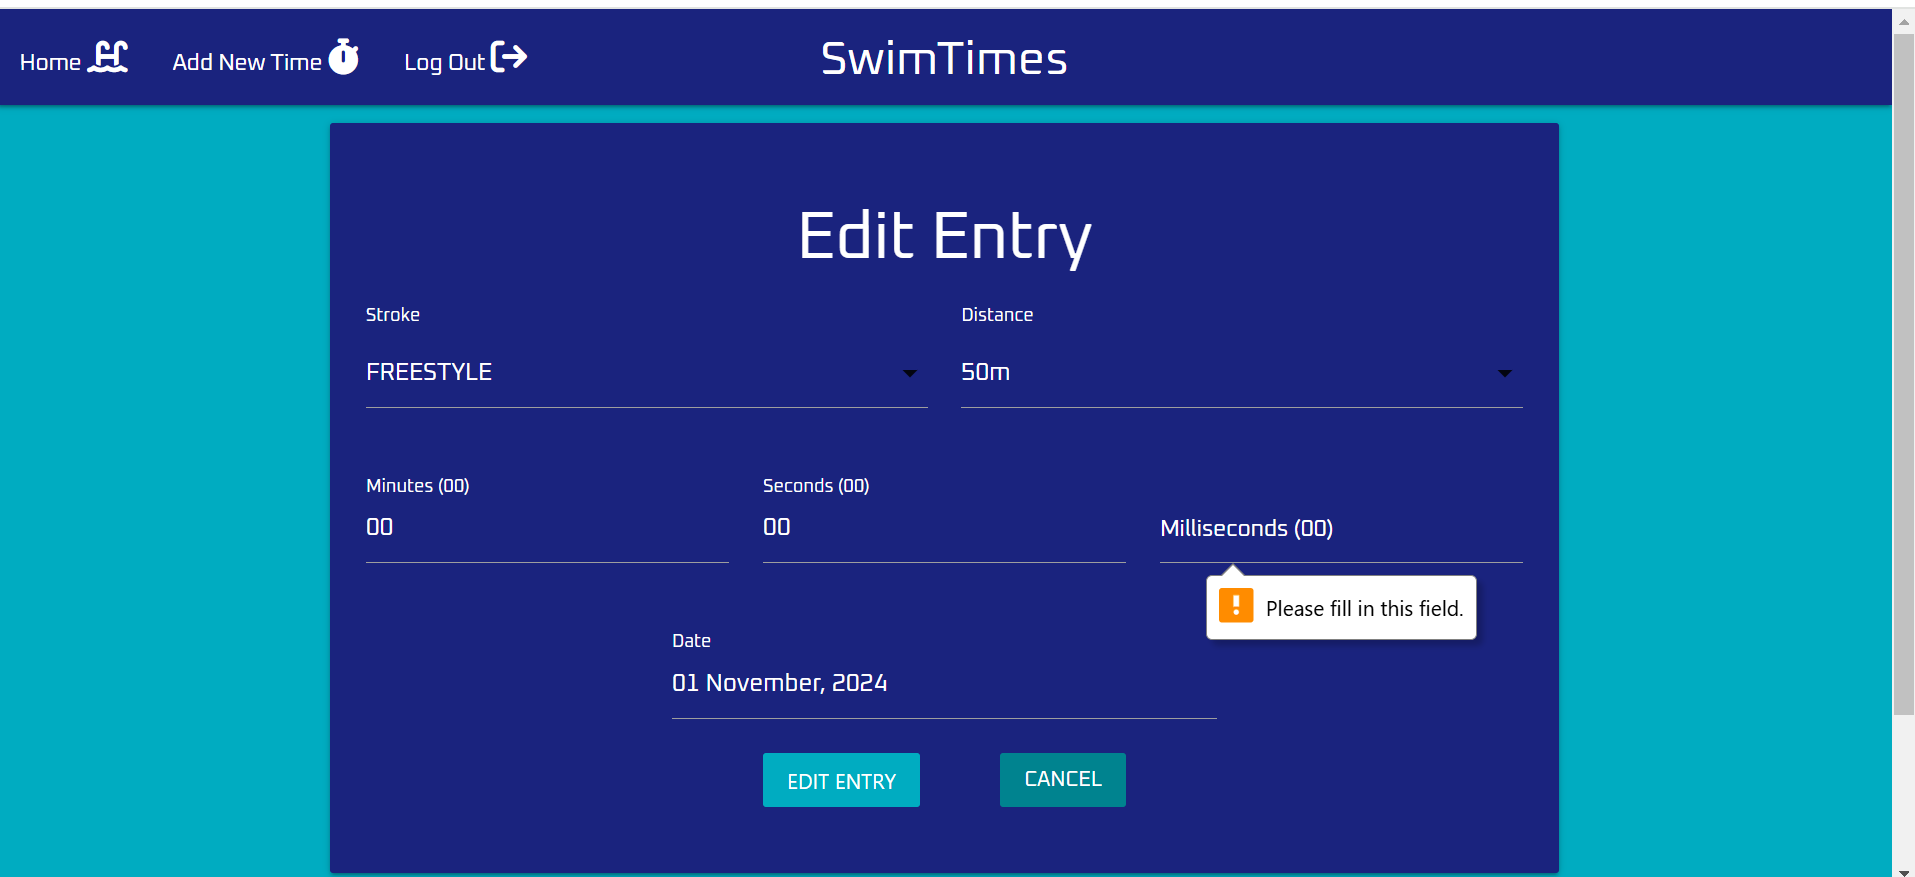 Home
Add New Time
Log Out
SwimTimes
Edit Entry
Stroke
Distance
FREESTYLE
50m
Minutes (00)
Seconds (00)
00
00
Milliseconds (00)
Please fill in this field.
Date
01 November, 2024
EDIT ENTRY
CANCEL